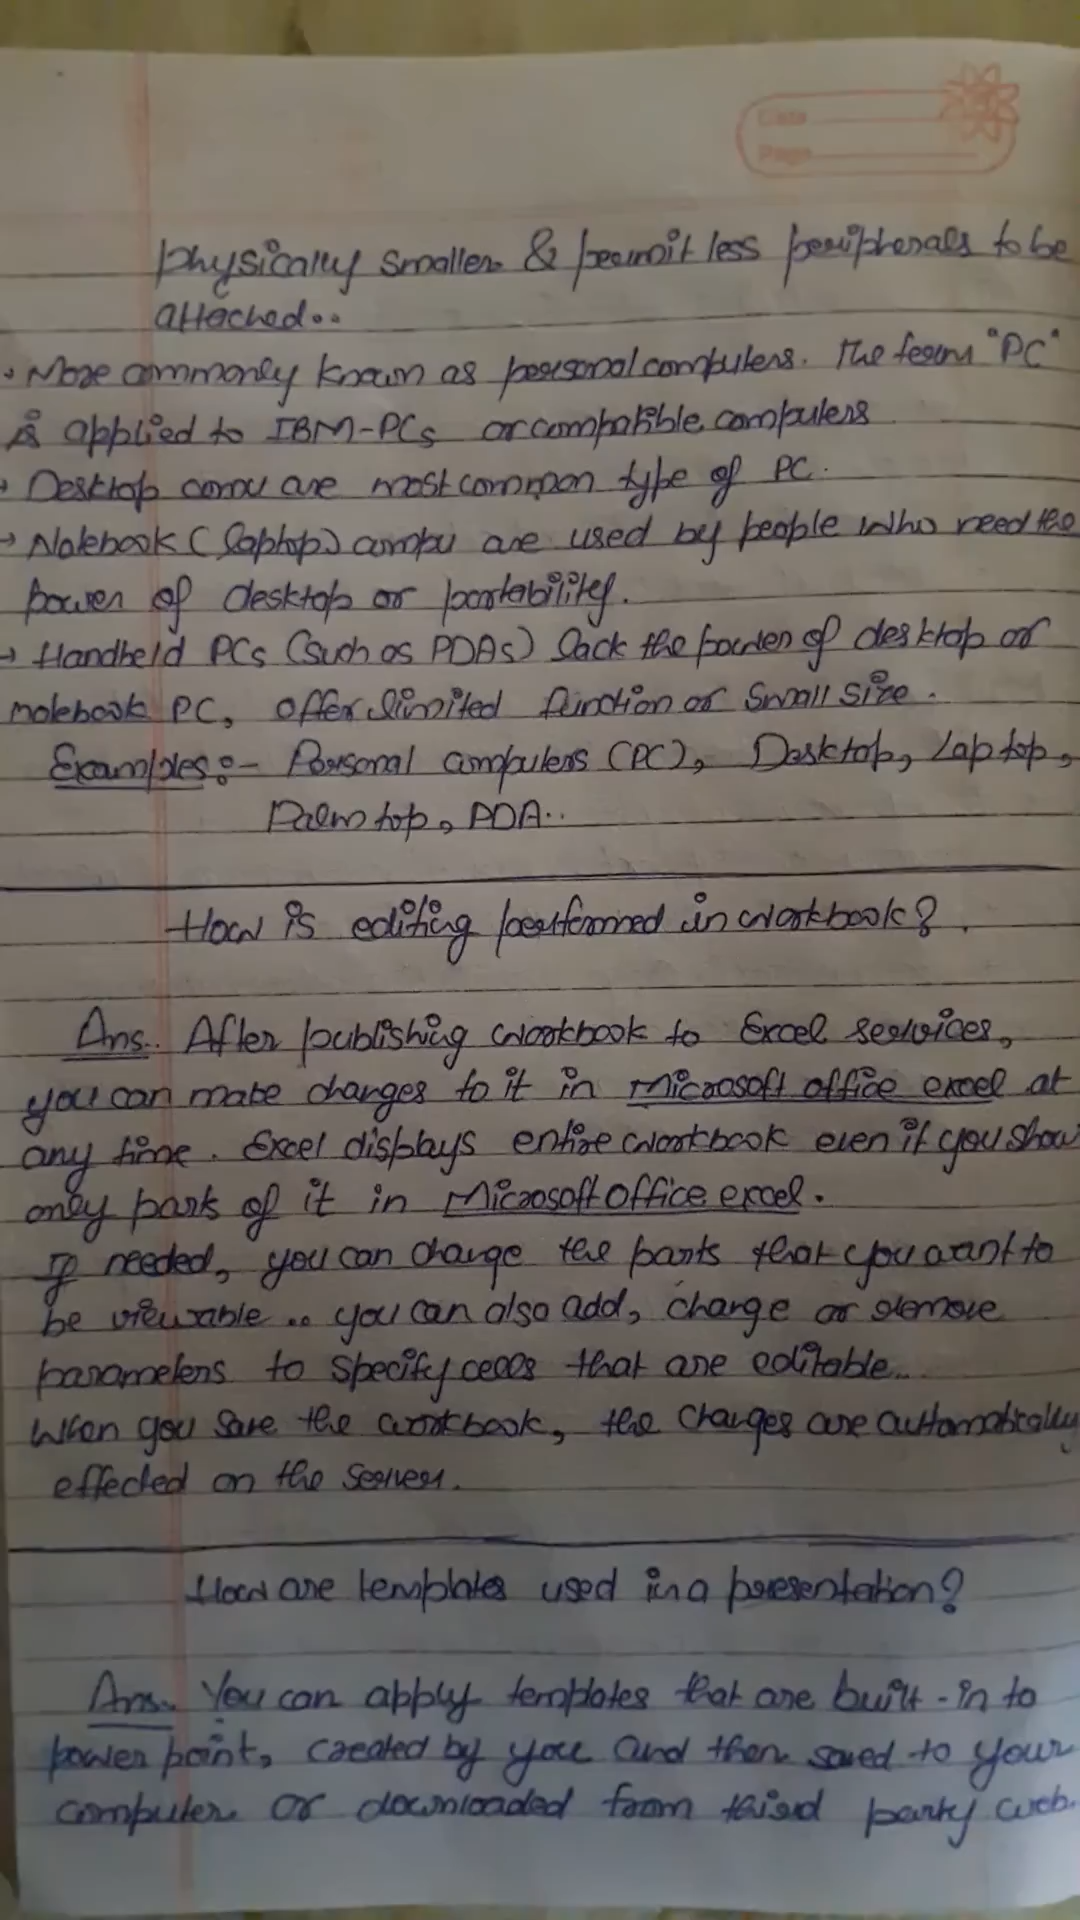 Date
Page
physically smaller & permit less peripherals to be
attached..
. More commonly known as personal computers. The term "PC"
is applied to IBM-PCs or compatible computers
→ Desktop compu are most common type of PC.
→ Notebook (laptop) compu are used by people who need the
power of desktop or portability.
→ Handheld PCs (such as PDAs) lack the power of desktop or
notebook PC, offer limited function or small size.
Examples:- Personal computers (PC), Desktop, Laptop,
Palmtop, PDA..
How is editing performed in workbook?
Ans. After publishing workbook to Excel services,
you can make changes to it in Microsoft office excel at
any time. Excel displays entire workbook even if you show
only parts of it in Microsoft office excel.
If needed, you can change the parts that you want to
be viewable.. you can also add, change or remove
parameters to specify cells that are editable..
When you save the workbook, the changes are automatically
effected on the server.
How are templates used in a presentation?
Ans. You can apply templates that are built-in to
power point, created by you and then saved to your
computer or downloaded from third party web.